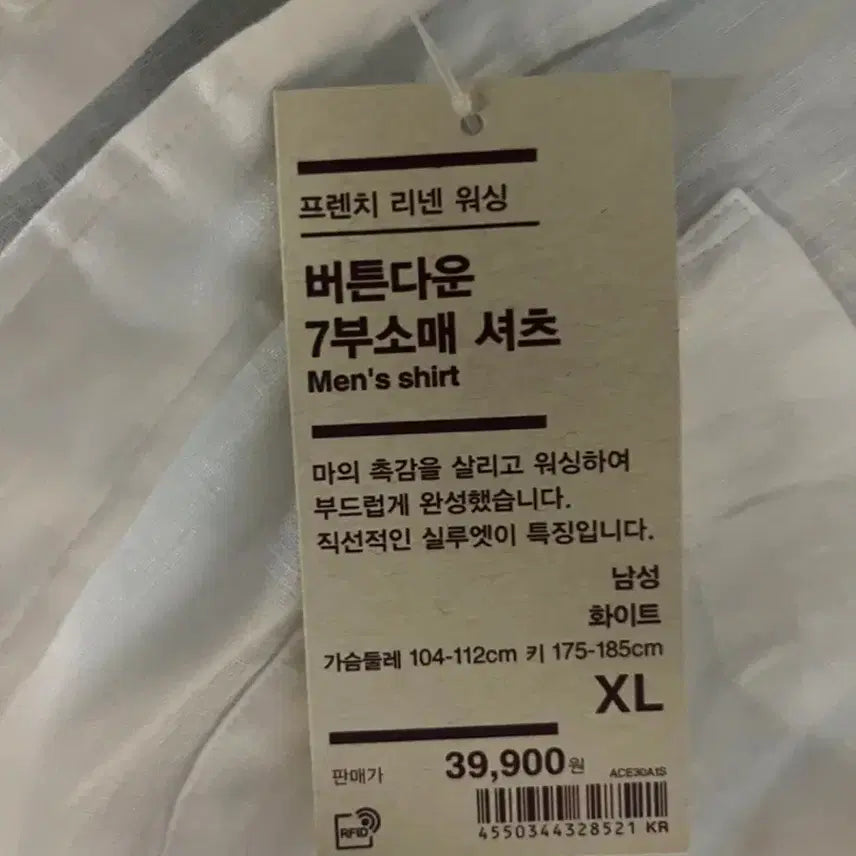 프렌치 리넨 워싱
버튼다운
7부소매 셔츠
Men's shirt
마의 촉감을 살리고 워싱하여
부드럽게 완성했습니다.
직선적인 실루엣이 특징입니다.
남성
화이트
가슴둘레 104-112cm 키 175-185cm
XL
판매가 39,900원 ACE30A1S
RFID
4550344328521 KR